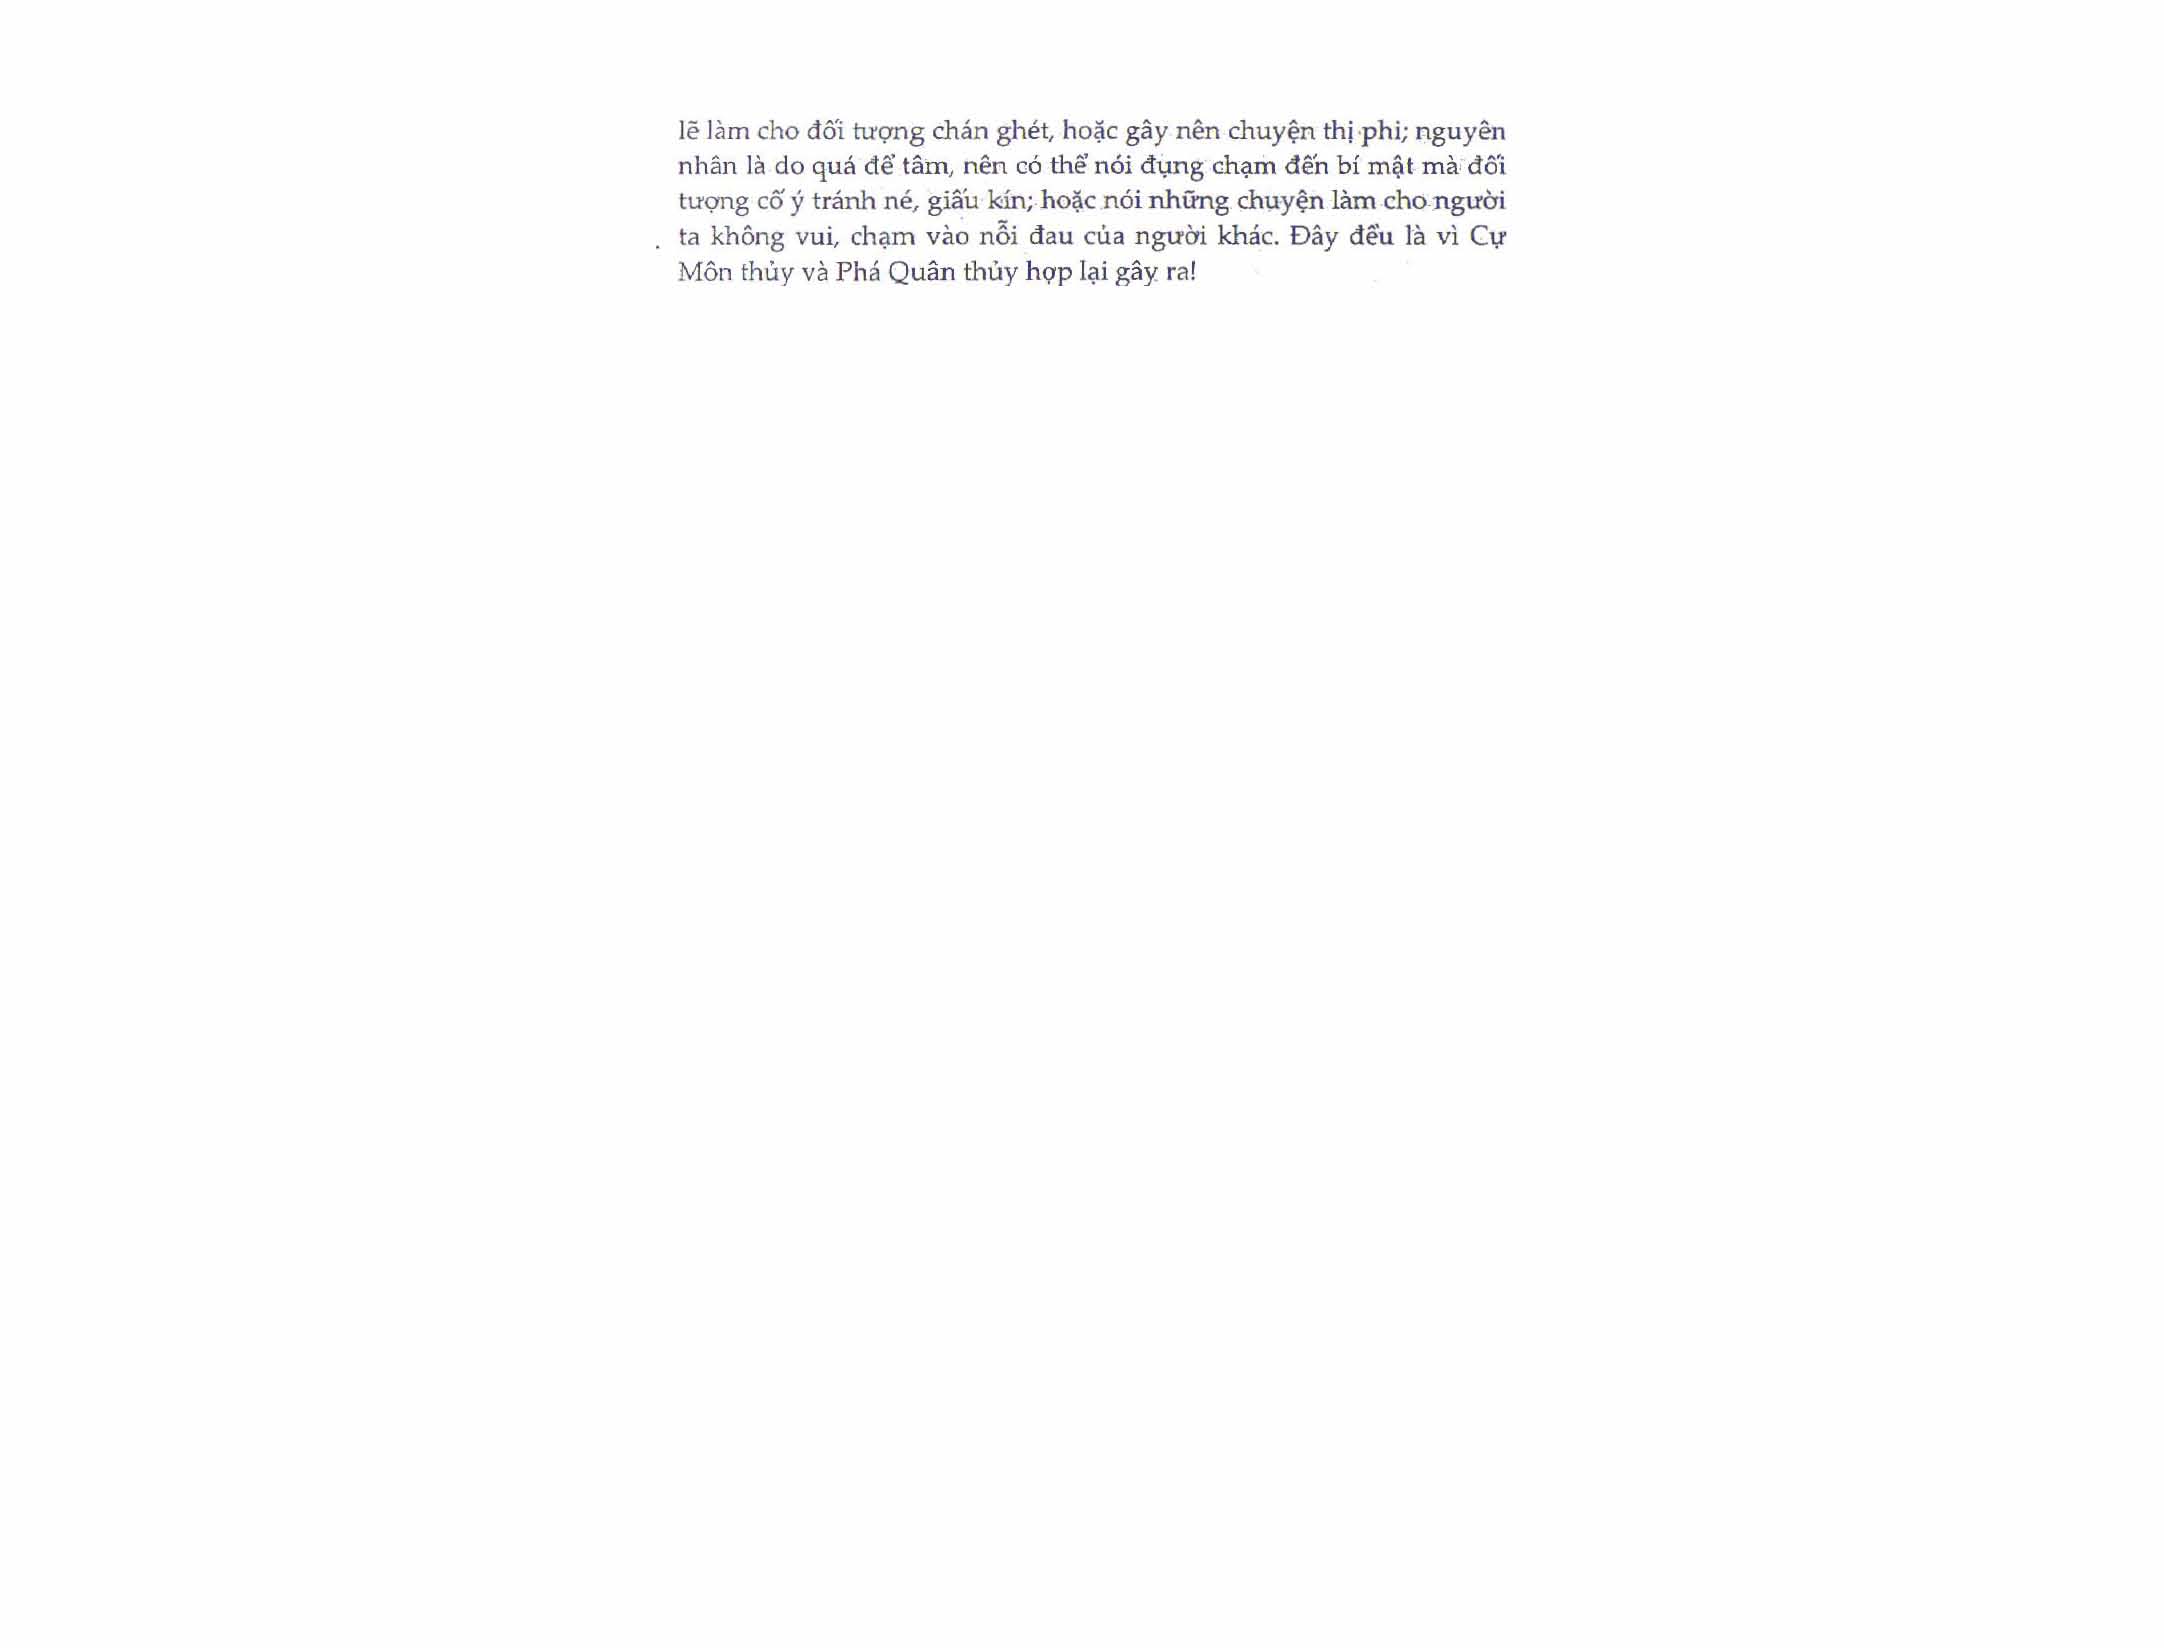 lẽ làm cho đối tượng chán ghét, hoặc gây nên chuyện thị phi; nguyên
nhân là do quá để tâm, nên có thể nói đụng chạm đến bí mật mà đối
tượng cố ý tránh né, giấu kín; hoặc nói những chuyện làm cho người
ta không vui, chạm vào nỗi đau của người khác. Đây đều là vì Cự
Môn thủy và Phá Quân thủy hợp lại gây ra!